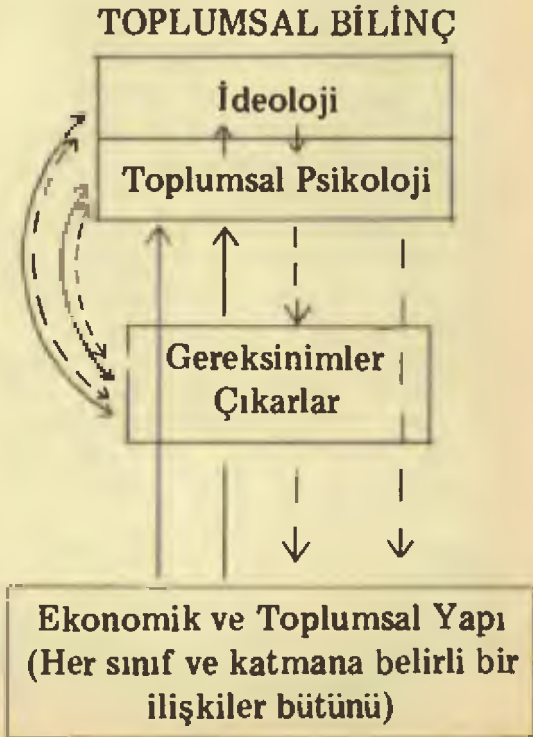 TOPLUMSAL BİLİNÇ
İdeoloji
Toplumsal Psikoloji
Gereksinimler
Çıkarlar
Ekonomik ve Toplumsal Yapı
(Her sınıf ve katmana belirli bir
ilişkiler bütünü)